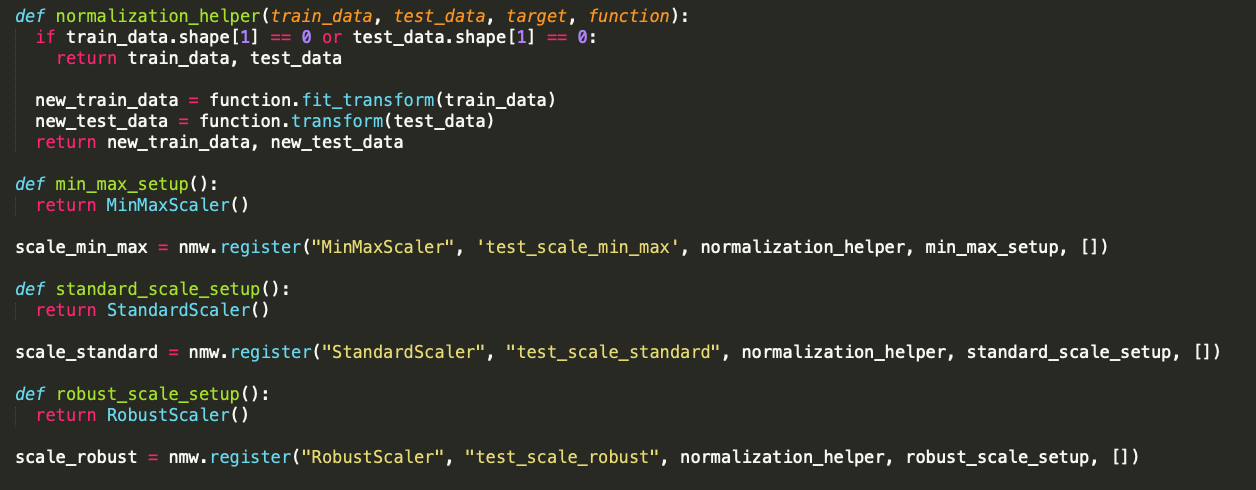 def normalization_helper(train_data, test_data, target, function):
if train_data.shape[1] == 0 or test_data.shape[1] == 0:
return train_data, test_data
new_train_data = function.fit_transform(train_data)
new_test_data = function.transform(test_data)
return new_train_data, new_test_data
def min_max_setup():
return MinMaxScaler()
scale_min_max = nmw.register("MinMaxScaler", 'test_scale_min_max', normalization_helper, min_max_setup, [])
def standard_scale_setup():
return StandardScaler()
scale_standard = nmw.register("StandardScaler", "test_scale_standard", normalization_helper, standard_scale_setup, [])
def robust_scale_setup():
return RobustScaler()
scale_robust = nmw.register("RobustScaler", "test_scale_robust", normalization_helper, robust_scale_setup, [])